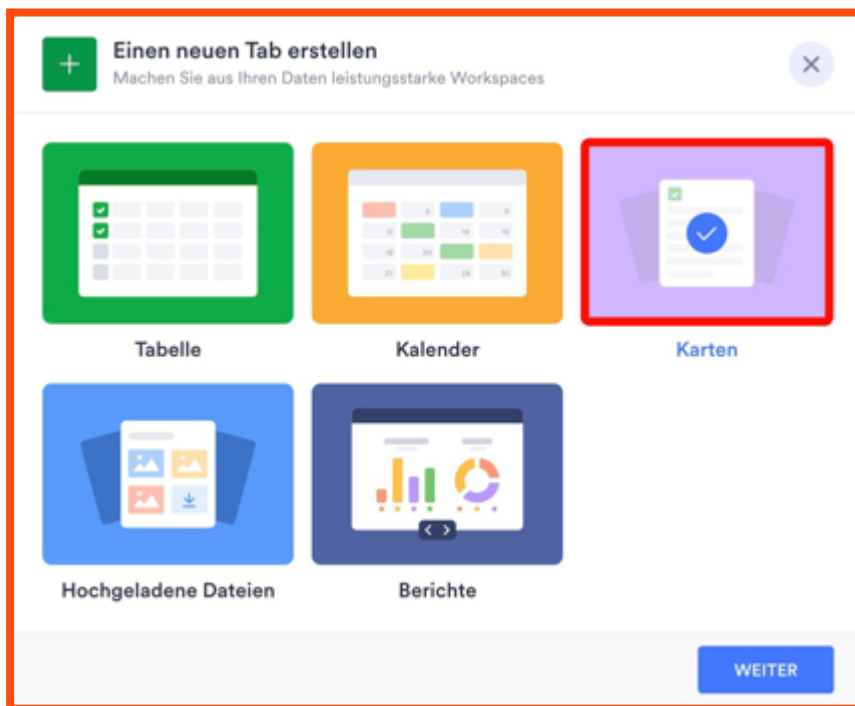 Einen neuen Tab erstellen
Machen Sie aus Ihren Daten leistungsstarke Workspaces
Tabelle
Kalender
Karten
Hochgeladene Dateien
Berichte
WEITER